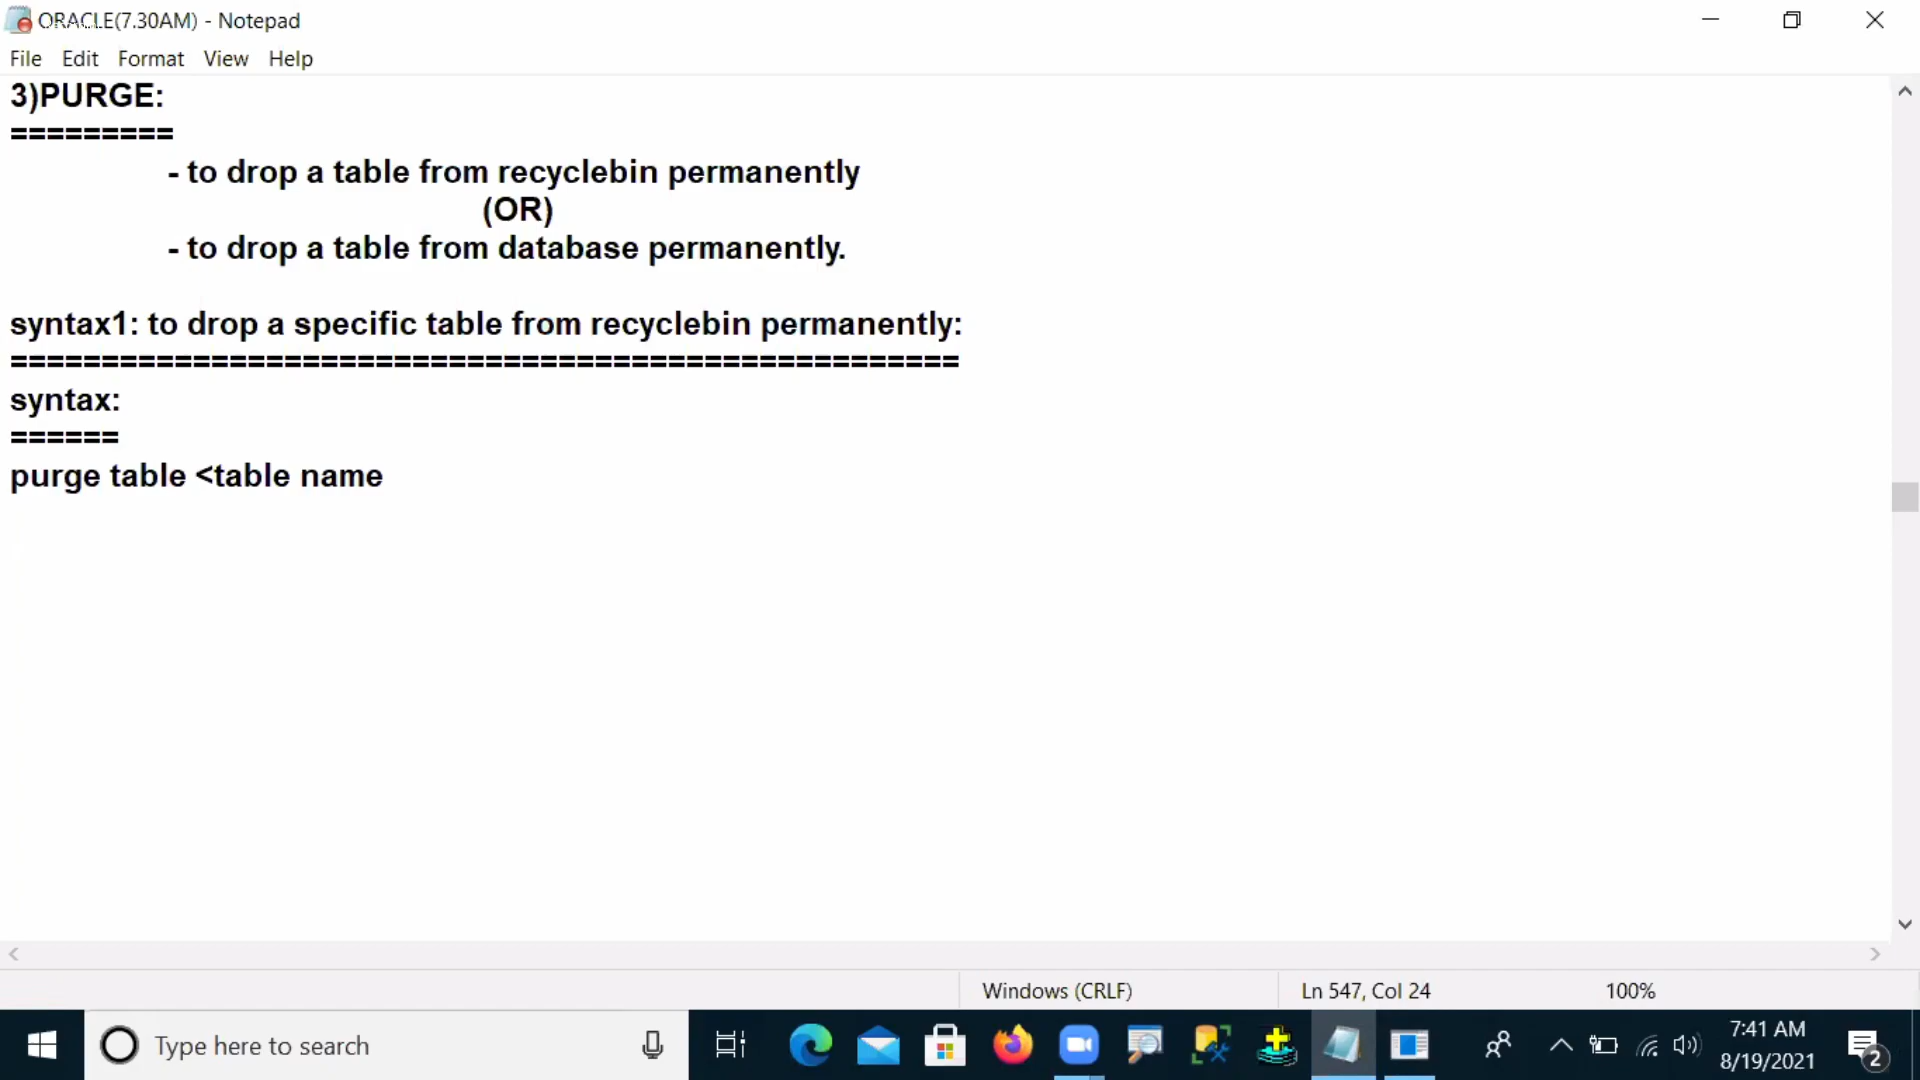 ORACLE(7.30AM) - Notepad
File Edit Format View Help
3)PURGE:
=========
- to drop a table from recyclebin permanently
(OR)
- to drop a table from database permanently.
syntax1: to drop a specific table from recyclebin permanently:
====================================================
syntax:
======
purge table <table name
Windows (CRLF) Ln 547, Col 24 100%
Type here to search
7:41 AM
8/19/2021
2